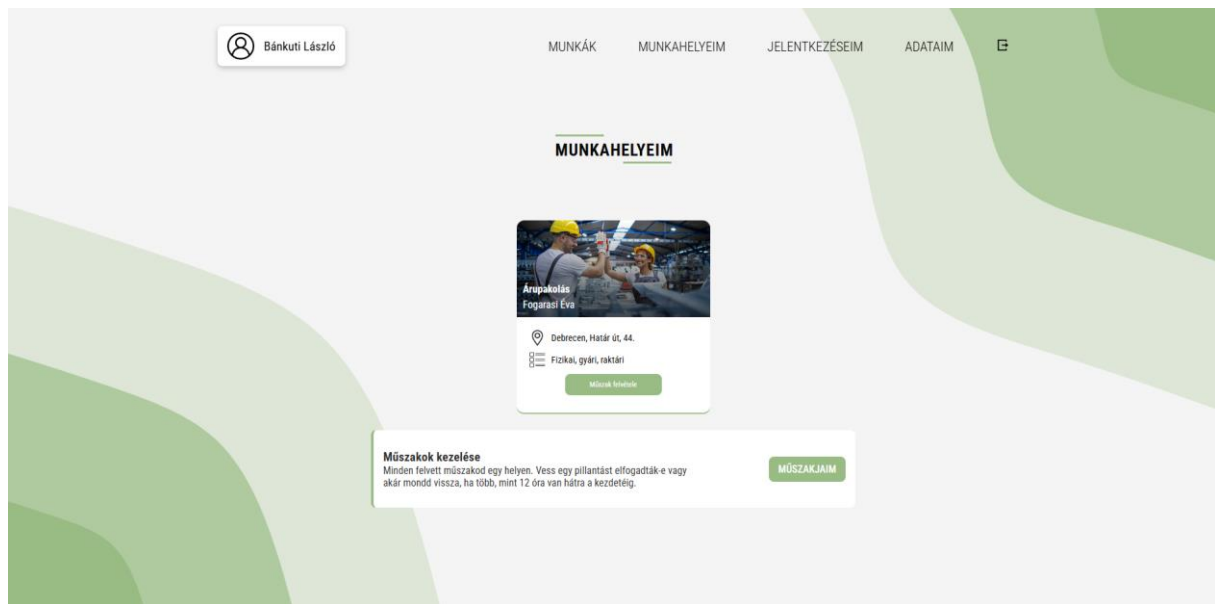 Bánkuti László
MUNKÁK
MUNKAHELYEIM
JELENTKEZÉSEIM
ADATAIM
MUNKAHELYEIM
Árupakolás
Fogarasi Éva
Debrecen, Határ út, 44.
Fizikai, gyári, raktári
Műszak felvétele
Műszakok kezelése
Minden felvett műszakod egy helyen. Vess egy pillantást elfogadták-e vagy
akár mondd vissza, ha több, mint 12 óra van hátra a kezdetéig.
MŰSZAKJAIM